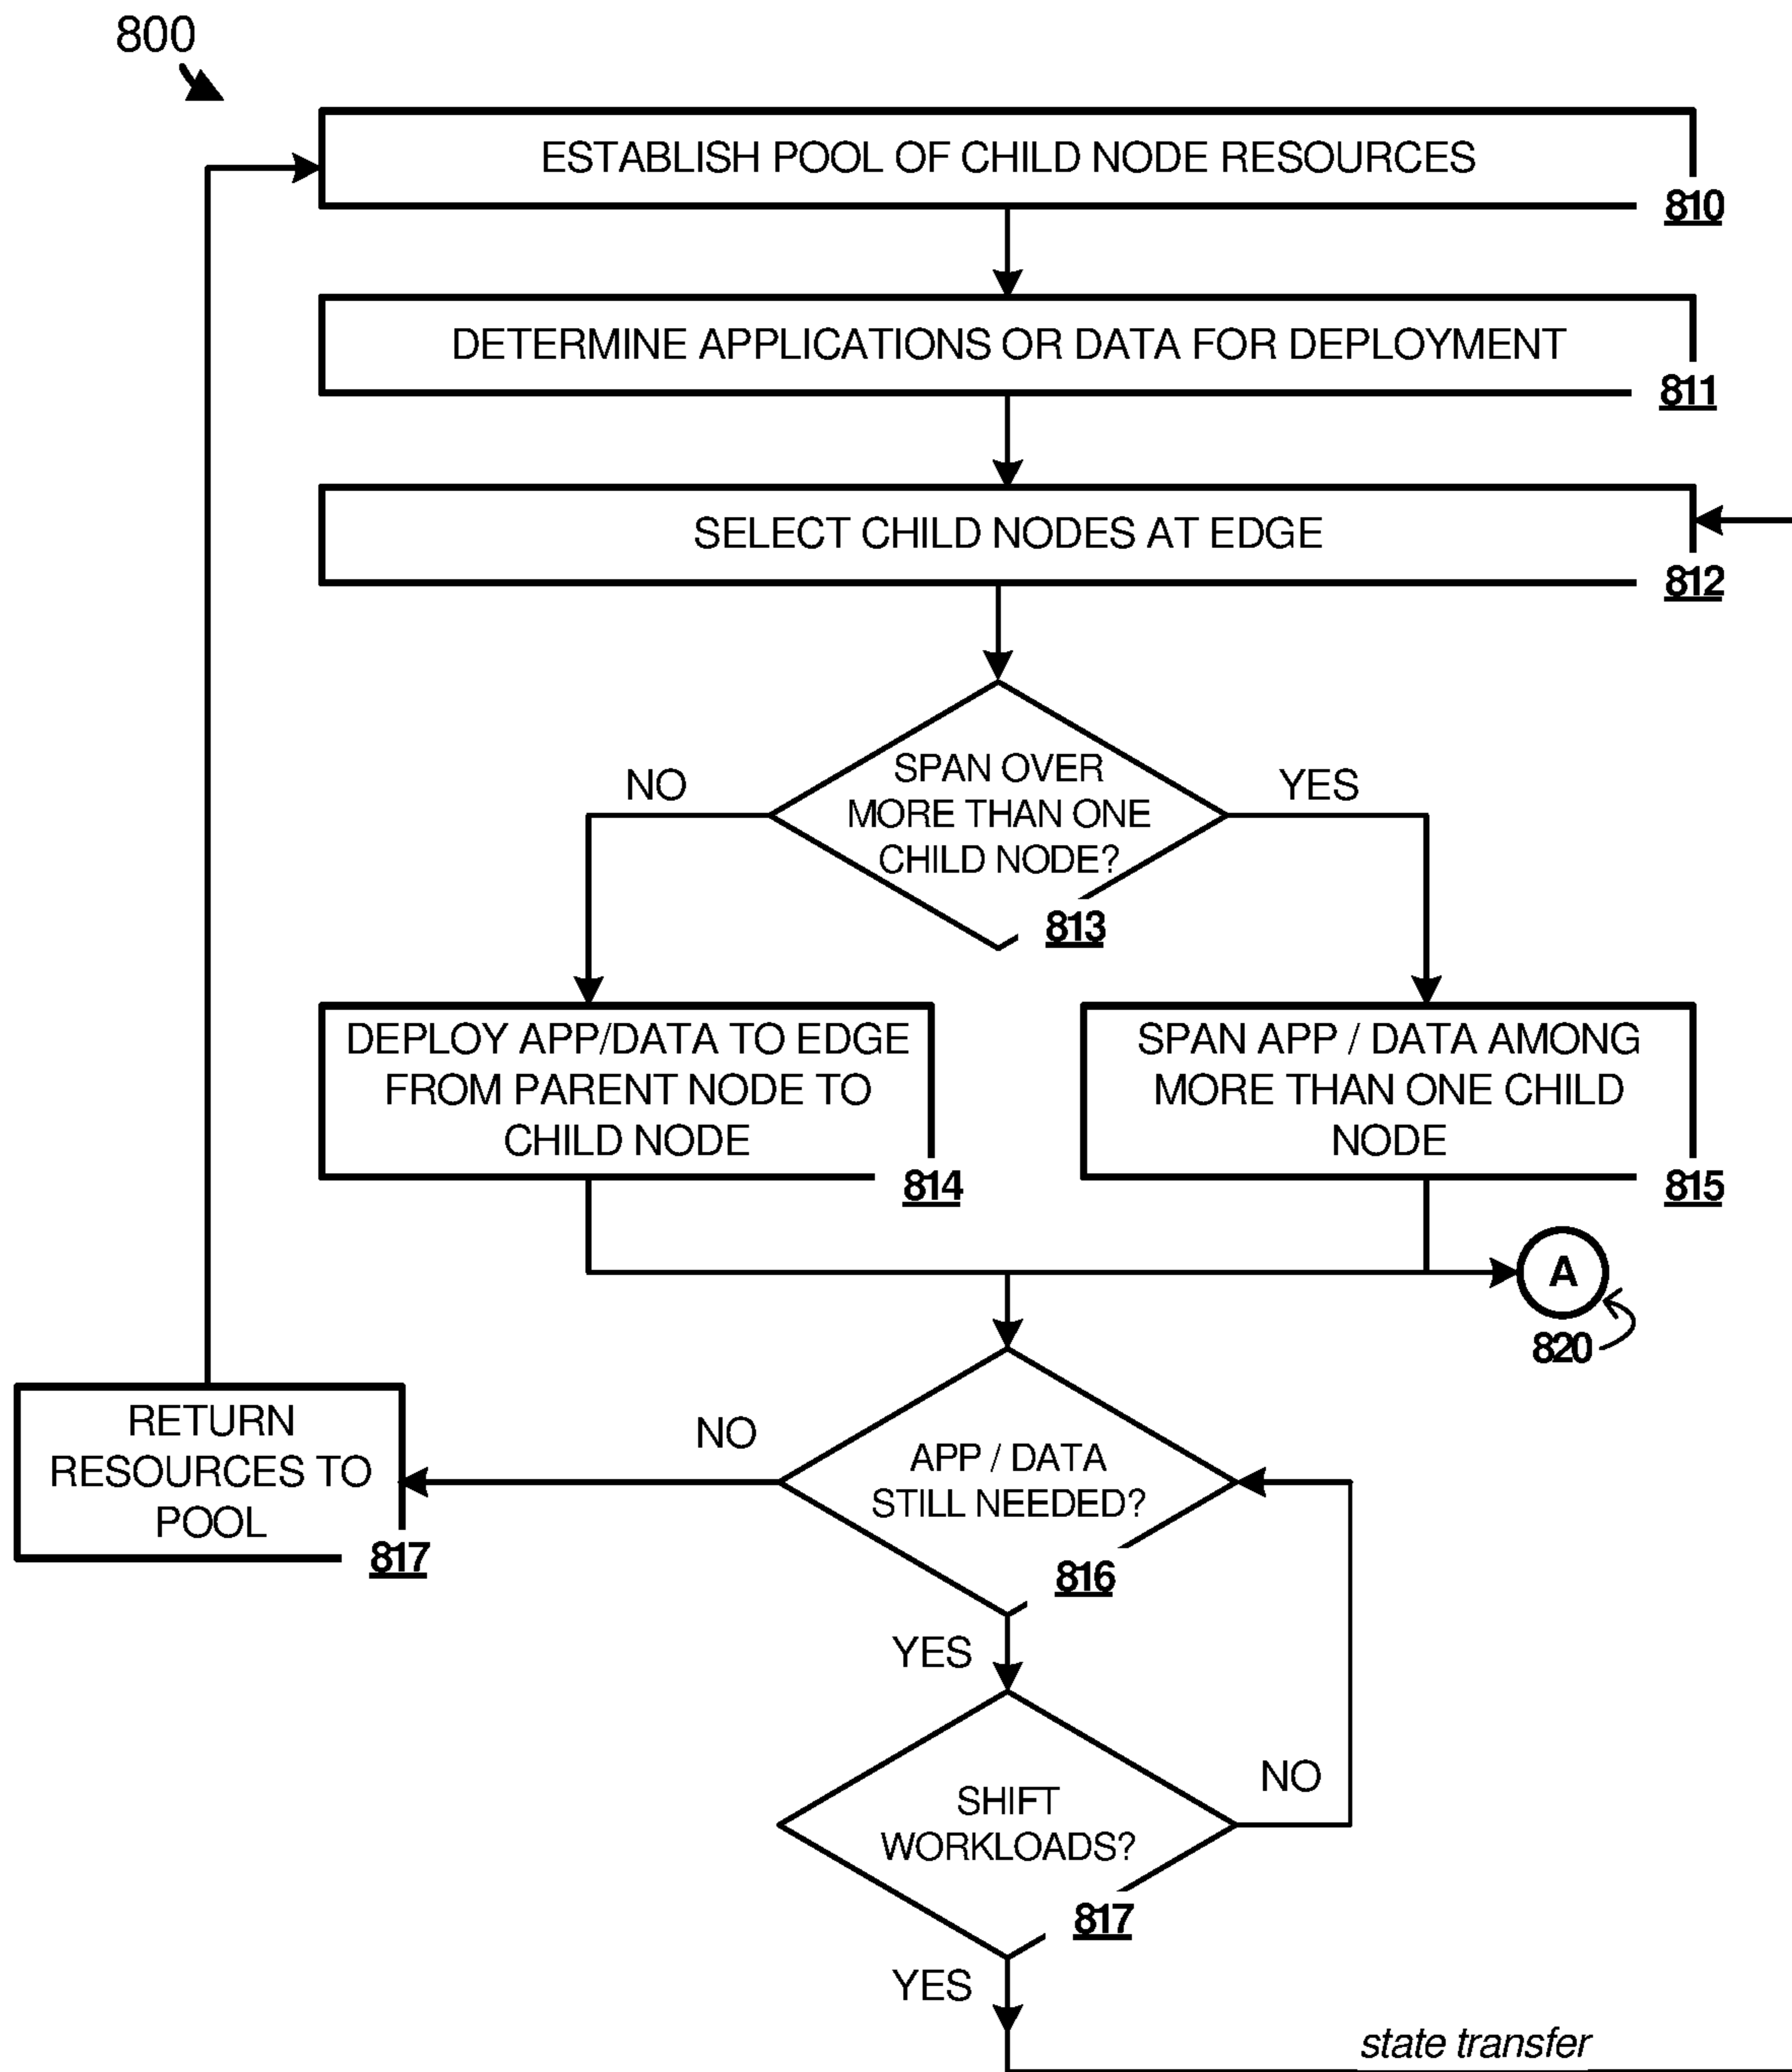 800
ESTABLISH POOL OF CHILD NODE RESOURCES
810
DETERMINE APPLICATIONS OR DATA FOR DEPLOYMENT
811
SELECT CHILD NODES AT EDGE
812
SPAN OVER
MORE THAN ONE
CHILD NODE?
813
NO
YES
DEPLOY APP/DATA TO EDGE
FROM PARENT NODE TO
CHILD NODE
814
SPAN APP / DATA AMONG
MORE THAN ONE CHILD
NODE
815
A
820
APP / DATA
STILL NEEDED?
816
NO
RETURN
RESOURCES TO
POOL
817
YES
SHIFT
WORKLOADS?
817
NO
YES
state transfer